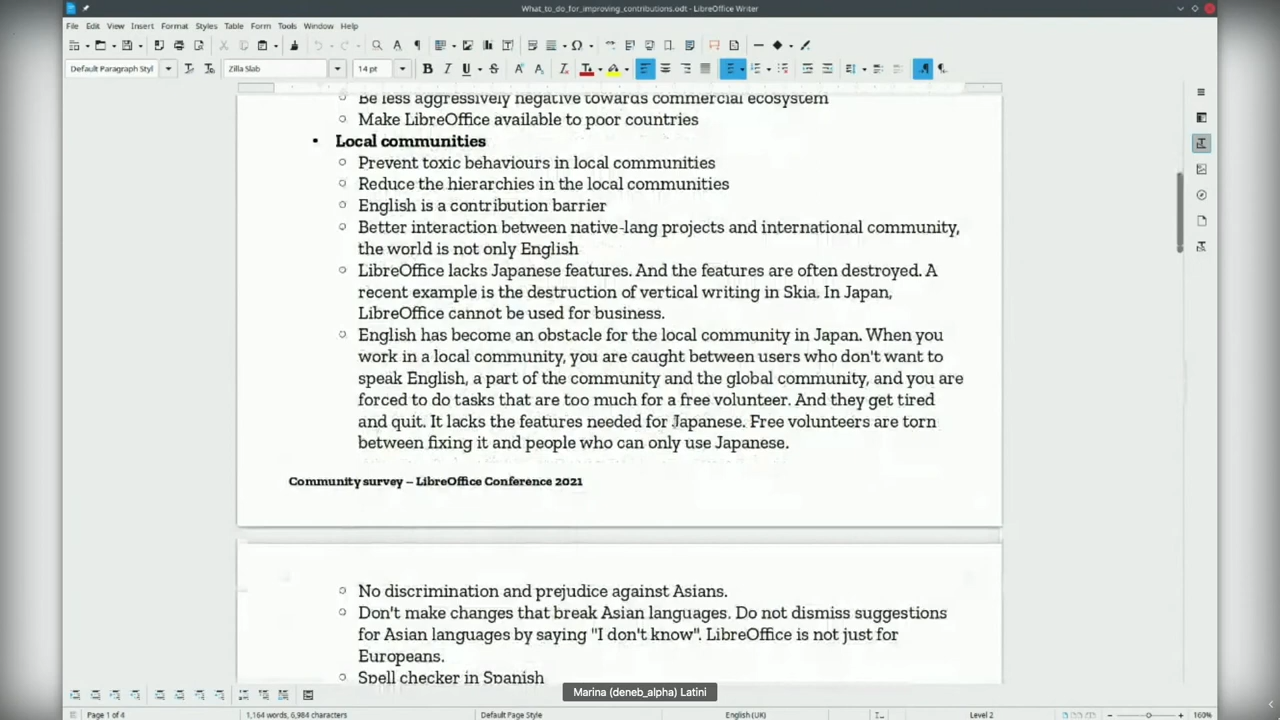 What_to_do_for_improving_contributions.odt - LibreOffice Writer
File Edit View Insert Format Styles Table Form Tools Window Help
Default Paragraph Styl Zilla Slab 14 pt
Be less aggressively negative towards commercial ecosystem
Make LibreOffice available to poor countries
Local communities
Prevent toxic behaviours in local communities
Reduce the hierarchies in the local communities
English is a contribution barrier
Better interaction between native-lang projects and international community,
the world is not only English
LibreOffice lacks Japanese features. And the features are often destroyed. A
recent example is the destruction of vertical writing in Skia. In Japan,
LibreOffice cannot be used for business.
English has become an obstacle for the local community in Japan. When you
work in a local community, you are caught between users who don't want to
speak English, a part of the community and the global community, and you are
forced to do tasks that are too much for a free volunteer. And they get tired
and quit. It lacks the features needed for Japanese. Free volunteers are torn
between fixing it and people who can only use Japanese.
Community survey – LibreOffice Conference 2021
No discrimination and prejudice against Asians.
Don't make changes that break Asian languages. Do not dismiss suggestions
for Asian languages by saying "I don't know". LibreOffice is not just for
Europeans.
Spell checker in Spanish
Marina (deneb_alpha) Latini
Page 1 of 4 1,164 words, 6,984 characters Default Page Style English (UK) Level 2 160%